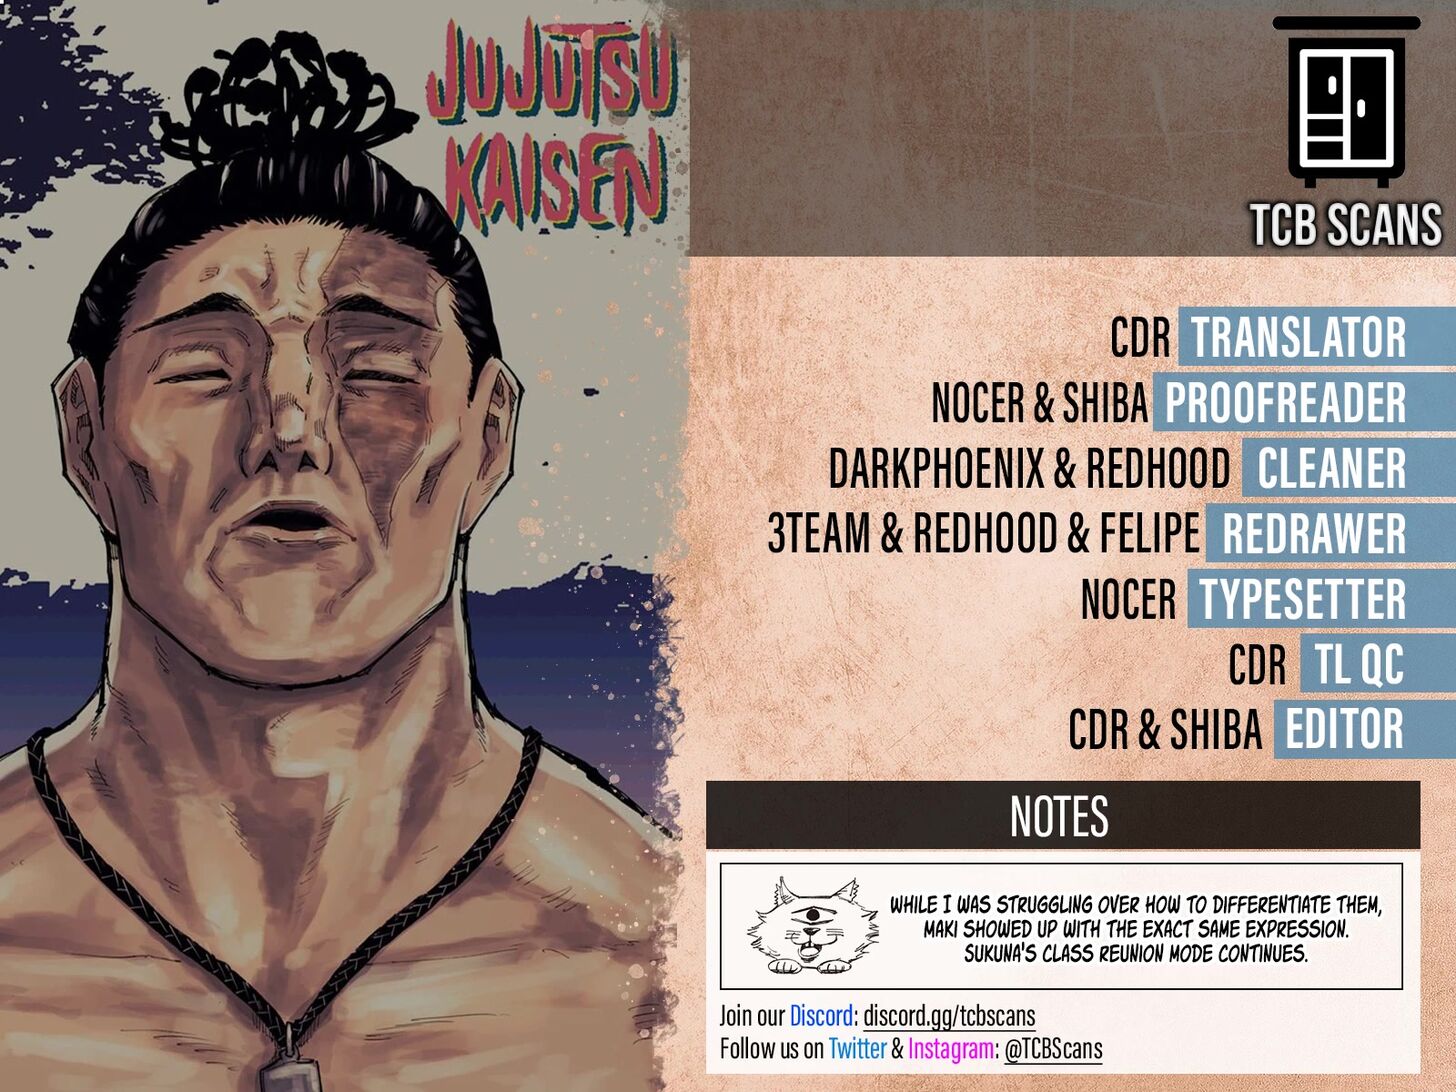 JUJUTSU
KAISEN
TCB SCANS
CDR TRANSLATOR
NOCER & SHIBA PROOFREADER
DARKPHOENIX & REDHOOD CLEANER
3TEAM & REDHOOD & FELIPE REDRAWER
NOCER TYPESETTER
CDR TL QC
CDR & SHIBA EDITOR
NOTES
WHILE I WAS STRUGGLING OVER HOW TO DIFFERENTIATE THEM,
MAKI SHOWED UP WITH THE EXACT SAME EXPRESSION.
SUKUNA'S CLASS REUNION MODE CONTINUES.
Join our Discord: discord.gg/tcbscans
Follow us on Twitter & Instagram: @TCBScans